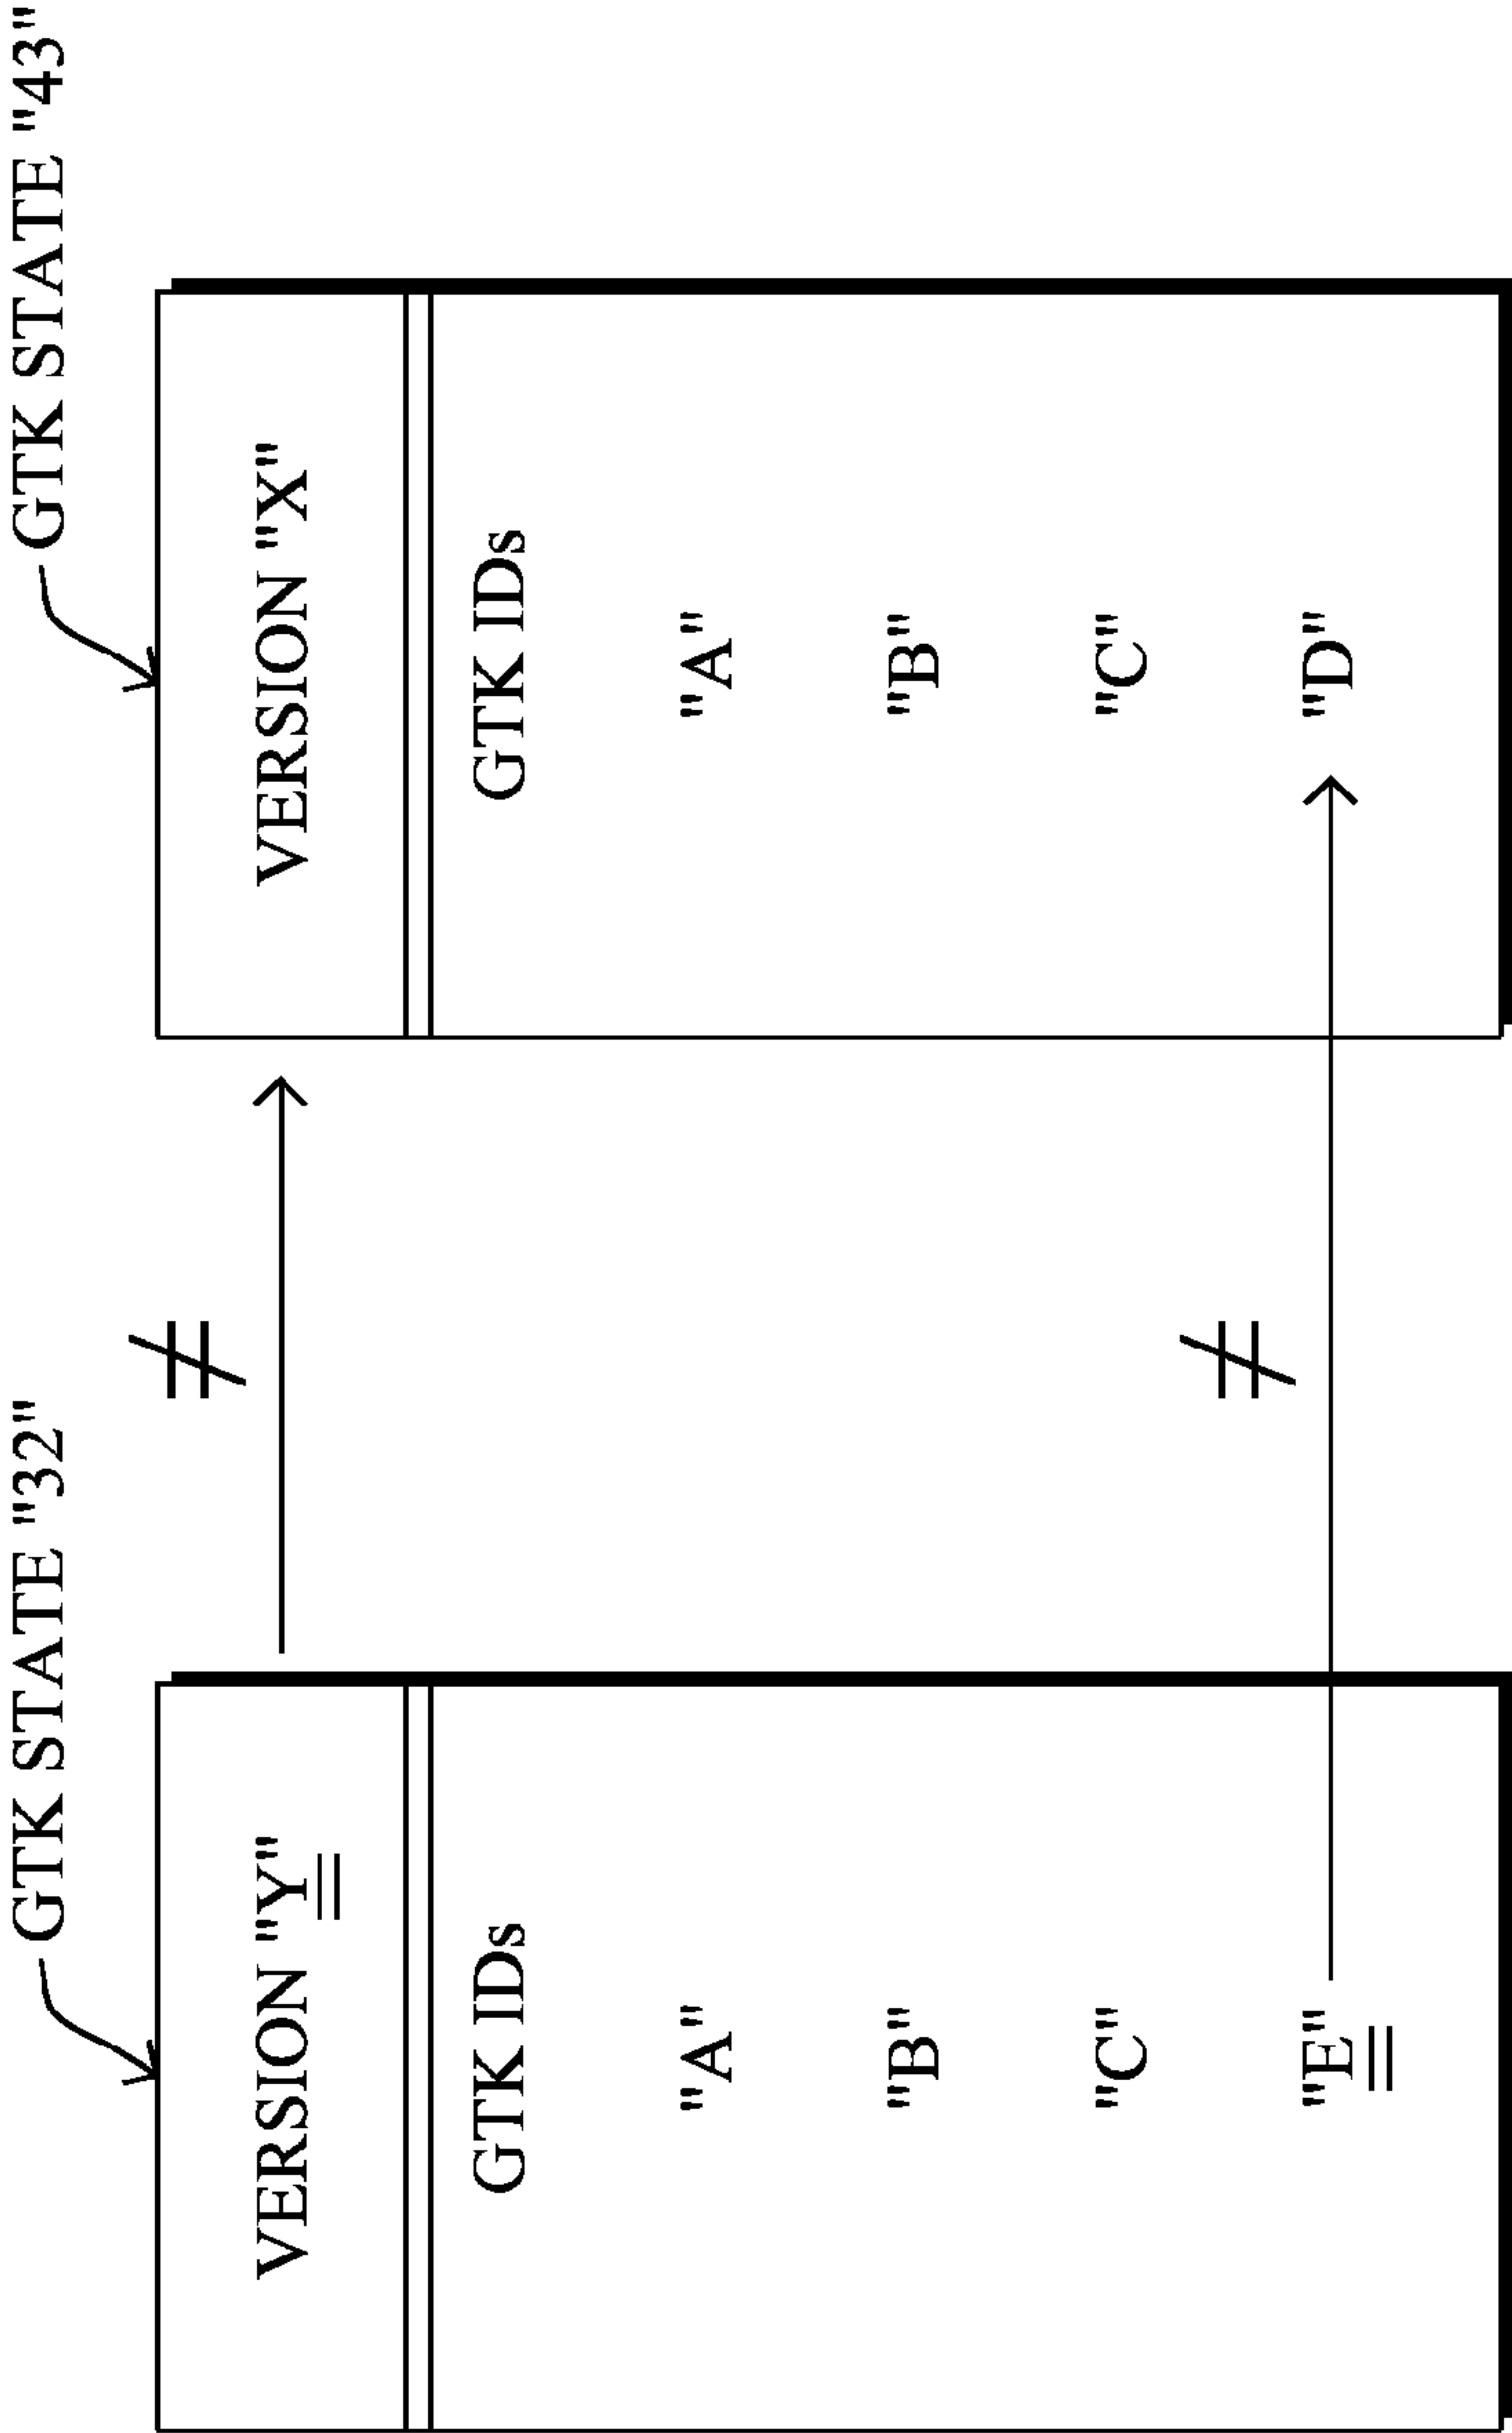 GTK STATE "32"
VERSION "Y"
GTK IDs
"A"
"B"
"C"
"E"
≠
≠
GTK STATE "43"
VERSION "X"
GTK IDs
"A"
"B"
"C"
"D"